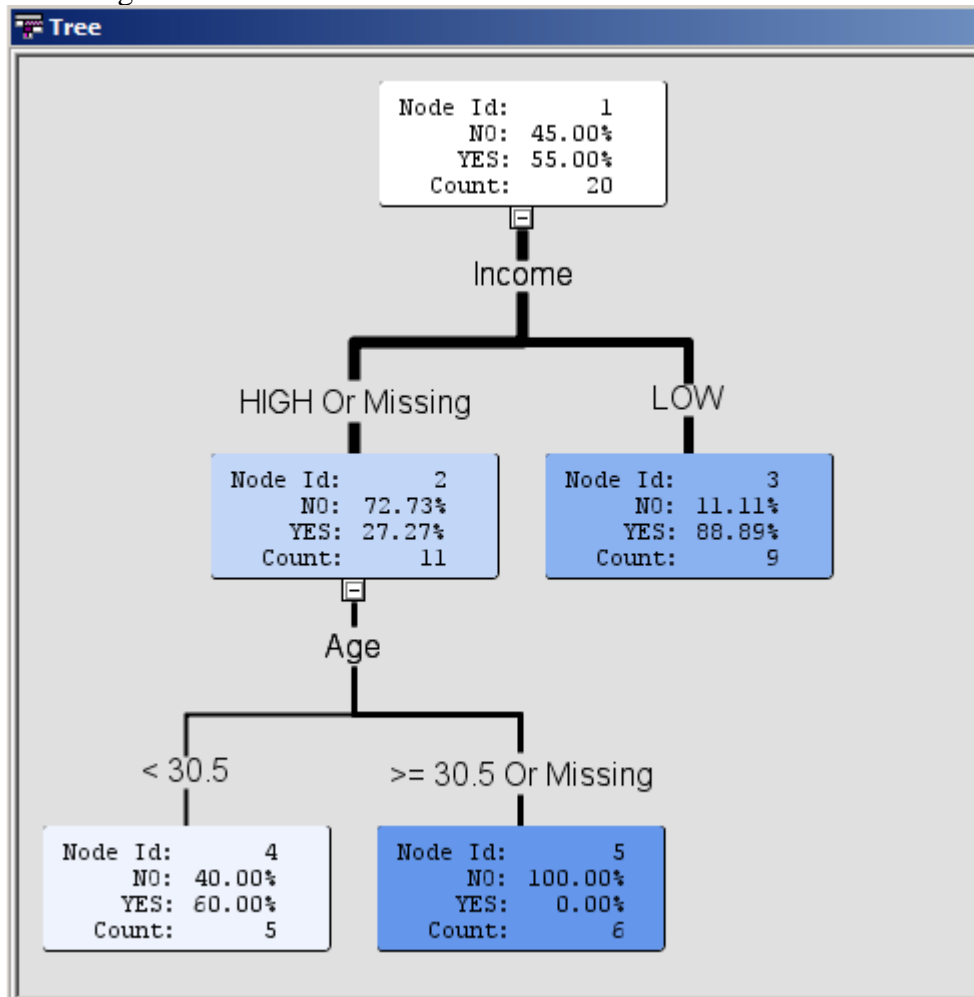 Tree
Node Id: 1
NO: 45.00%
YES: 55.00%
Count: 20
Income
HIGH Or Missing
LOW
Node Id: 2
NO: 72.73%
YES: 27.27%
Count: 11
Node Id: 3
NO: 11.11%
YES: 88.89%
Count: 9
Age
< 30.5
>= 30.5 Or Missing
Node Id: 4
NO: 40.00%
YES: 60.00%
Count: 5
Node Id: 5
NO: 100.00%
YES: 0.00%
Count: 6